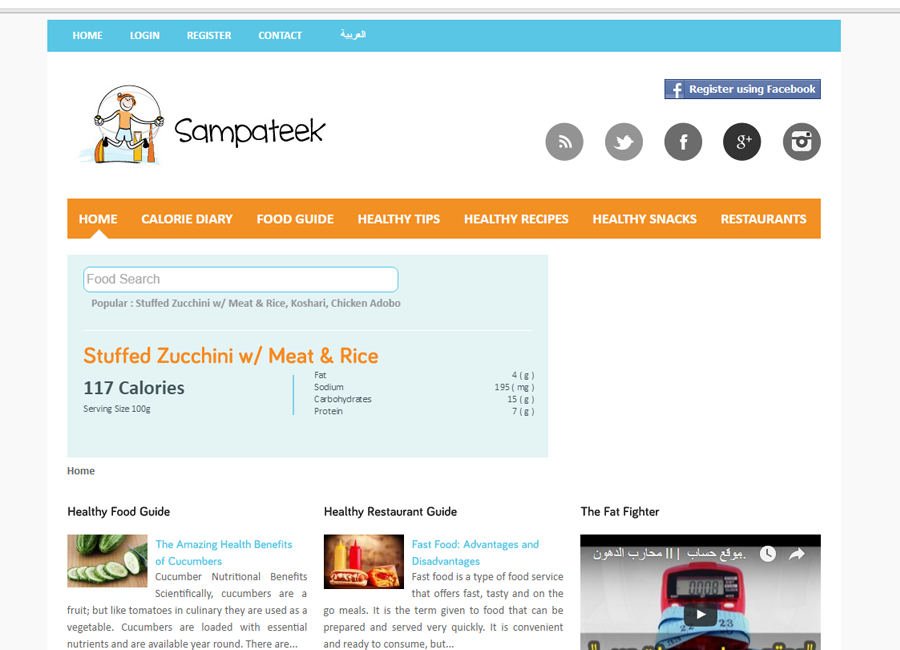 HOME LOGIN REGISTER CONTACT العربية
Register using Facebook
Sampateek
HOME CALORIE DIARY FOOD GUIDE HEALTHY TIPS HEALTHY RECIPES HEALTHY SNACKS RESTAURANTS
Food Search
Popular : Stuffed Zucchini w/ Meat & Rice, Koshari, Chicken Adobo
Stuffed Zucchini w/ Meat & Rice
117 Calories
Serving Size 100g
Fat 4 ( g )
Sodium 195 ( mg )
Carbohydrates 15 ( g )
Protein 7 ( g )
Home
Healthy Food Guide
The Amazing Health Benefits
of Cucumbers
Cucumber Nutritional Benefits
Scientifically, cucumbers are a
fruit; but like tomatoes in culinary they are used as a
vegetable. Cucumbers are loaded with essential
nutrients and are available year round. There are...
Healthy Restaurant Guide
Fast Food: Advantages and
Disadvantages
Fast food is a type of food service
that offers fast, tasty and on the
go meals. It is the term given to food that can be
prepared and served very quickly. It is convenient
and ready to consume, but...
The Fat Fighter
موقع حساب || محارب الدهون
0.008
23